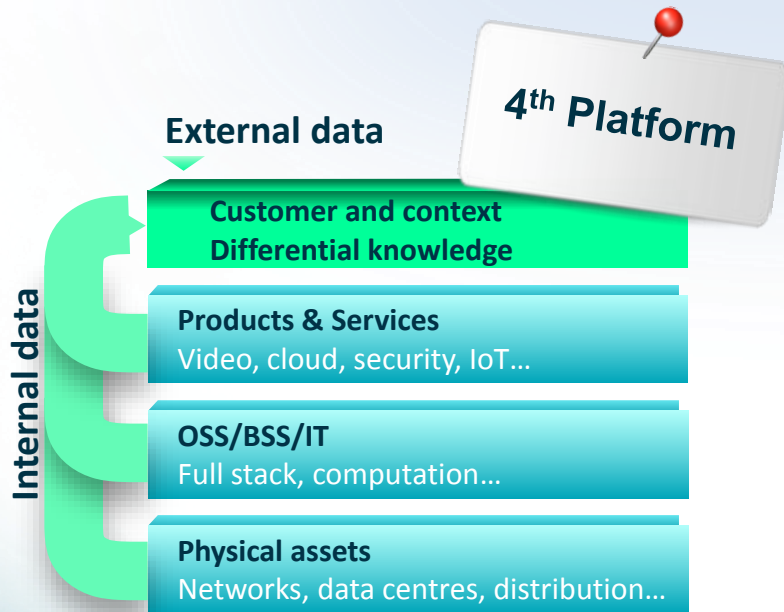 4th Platform
External data
Customer and context
Differential knowledge
Internal data
Products & Services
Video, cloud, security, IoT...
OSS/BSS/IT
Full stack, computation...
Physical assets
Networks, data centres, distribution...